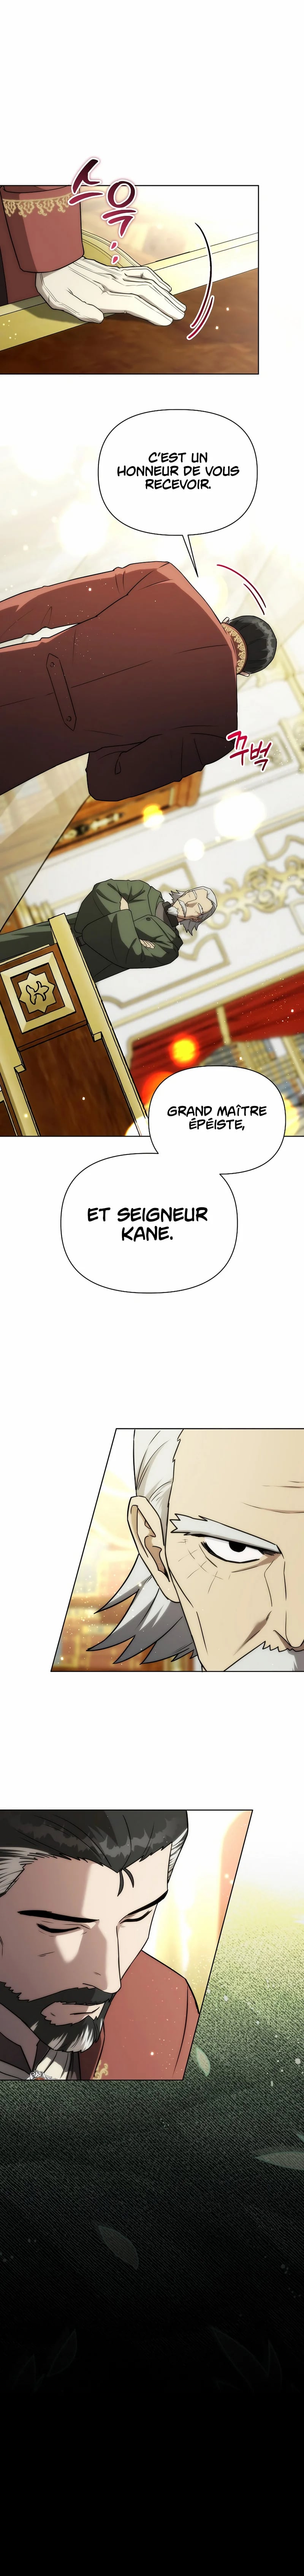 스윽
C'EST UN
HONNEUR DE VOUS
RECEVOIR.
꾸벅
GRAND MAÎTRE
ÉPÉISTE,
ET SEIGNEUR
KANE.